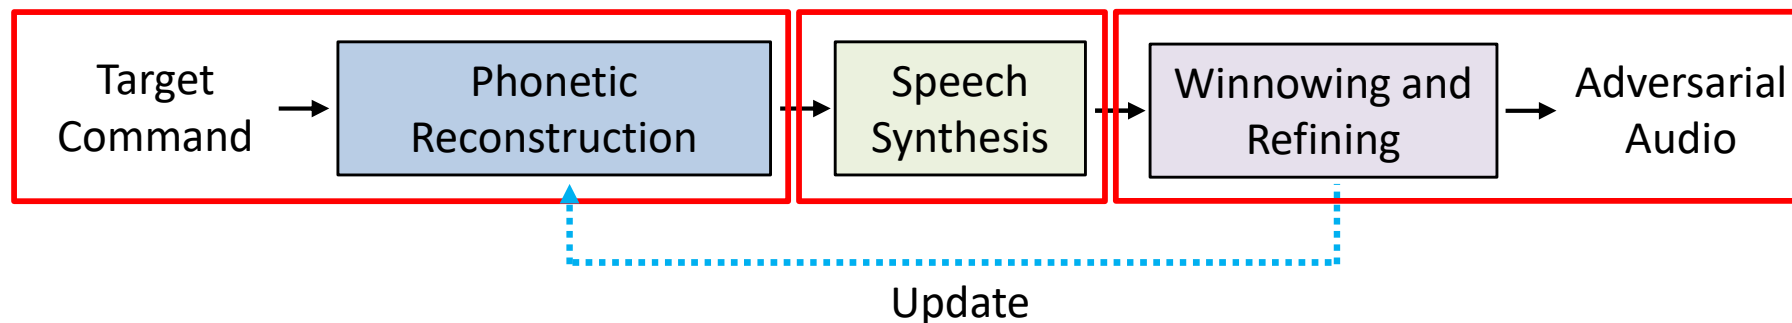 Target
Command
Phonetic
Reconstruction
Speech
Synthesis
Winnowing and
Refining
Adversarial
Audio
Update